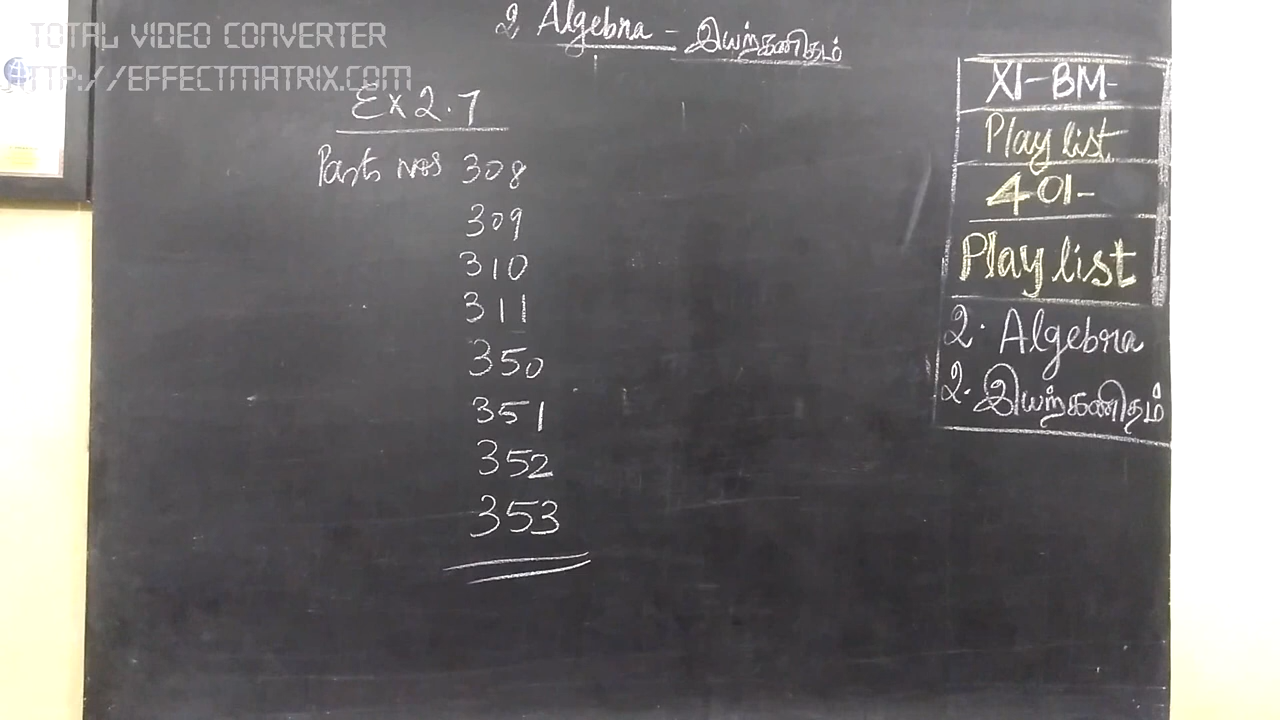 TOTAL VIDEO CONVERTER
HTTP://EFFECTMATRIX.COM
2 Algebra - இயற்கணிதம்
Ex 2.7
Parts nos 308
309
310
311
350
351
352
353
XI-BM-
Play list
401-
Play list
2. Algebra
2. இயற்கணிதம்